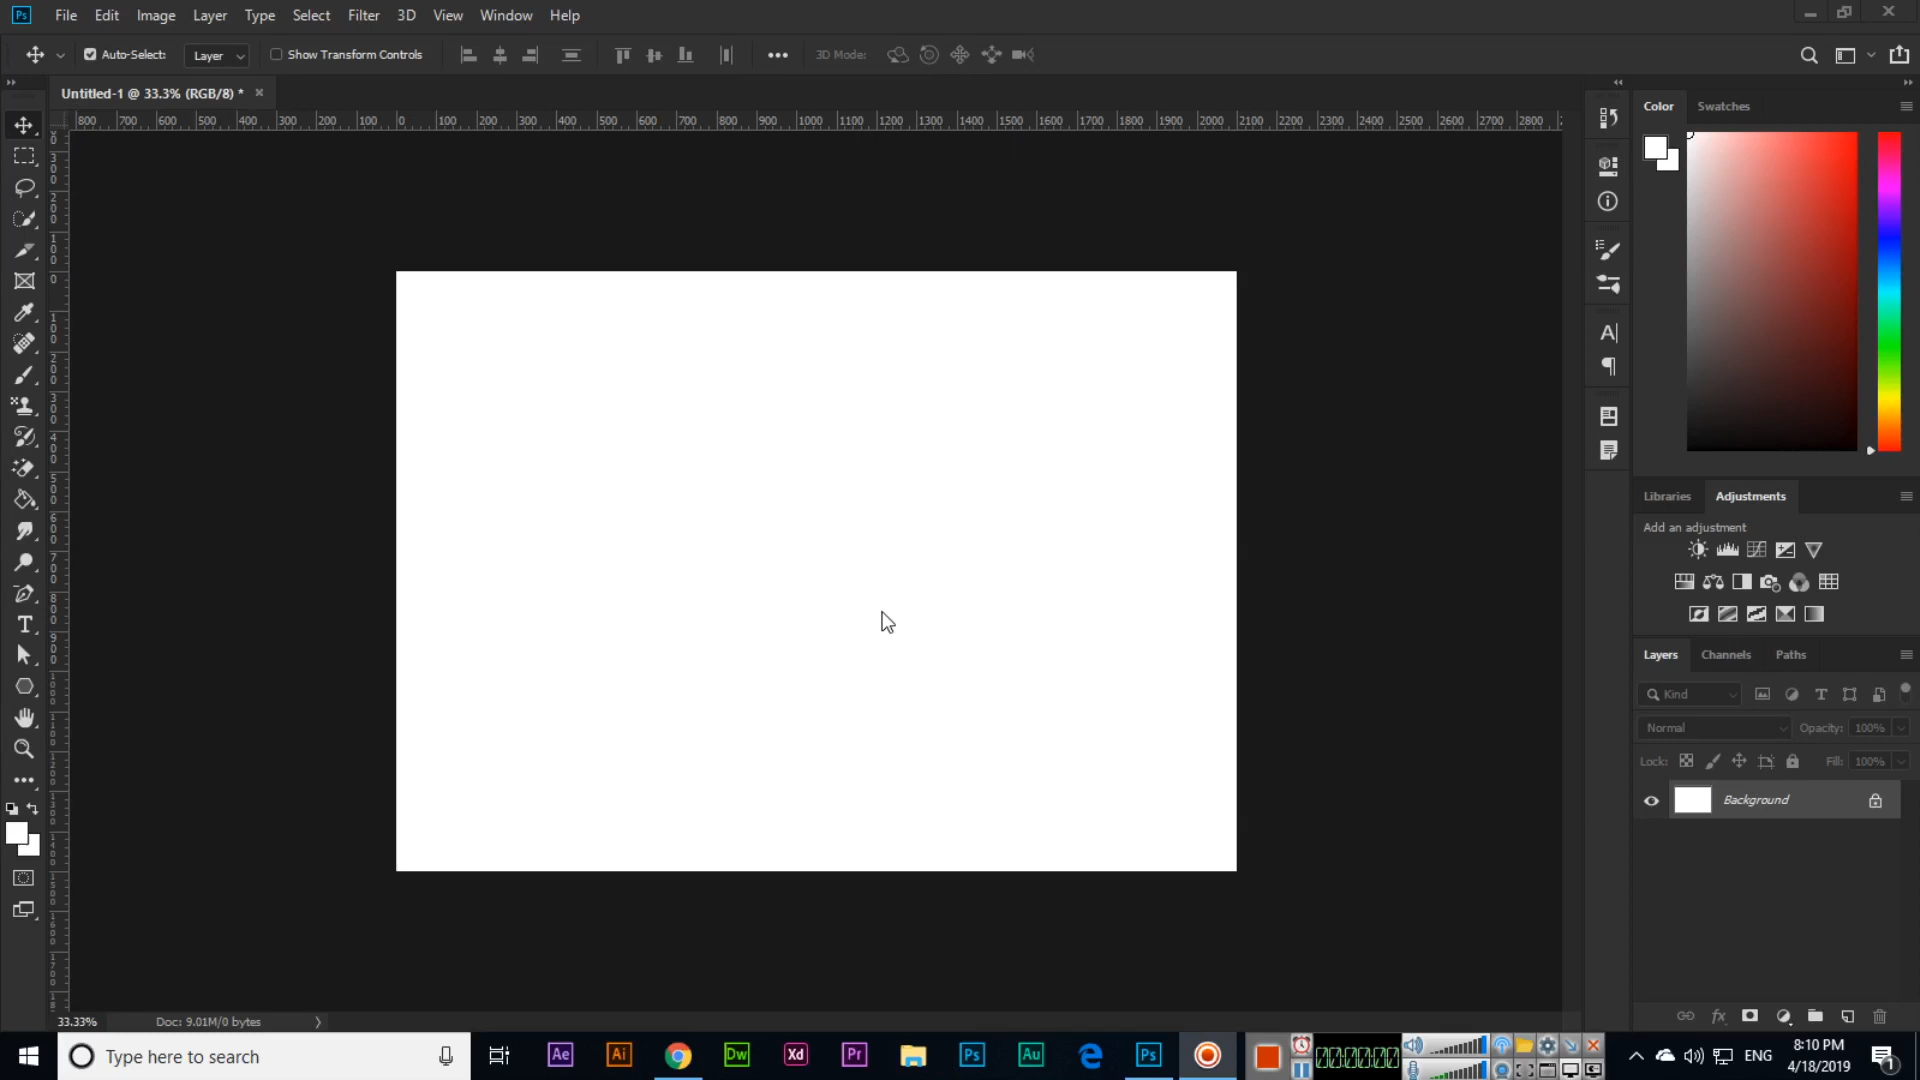 Ps File Edit Image Layer Type Select Filter 3D View Window Help
Auto-Select: Layer Show Transform Controls 3D Mode:
Untitled-1 @ 33.3% (RGB/8) *
800 700 600 500 400 300 200 100 0 100 200 300 400 500 600 700 800 900 1000 1100 1200 1300 1400 1500 1600 1700 1800 1900 2000 2100 2200 2300 2400 2500 2600 2700 2800
Color Swatches
Libraries Adjustments
Add an adjustment
Layers Channels Paths
Kind
Normal Opacity: 100%
Lock: Fill: 100%
Background
fx
33.33% Doc: 9.01M/0 bytes
Type here to search
Ae Ai Dw Xd Pr Ps Au Ps
ENG
8:10 PM
4/18/2019
1